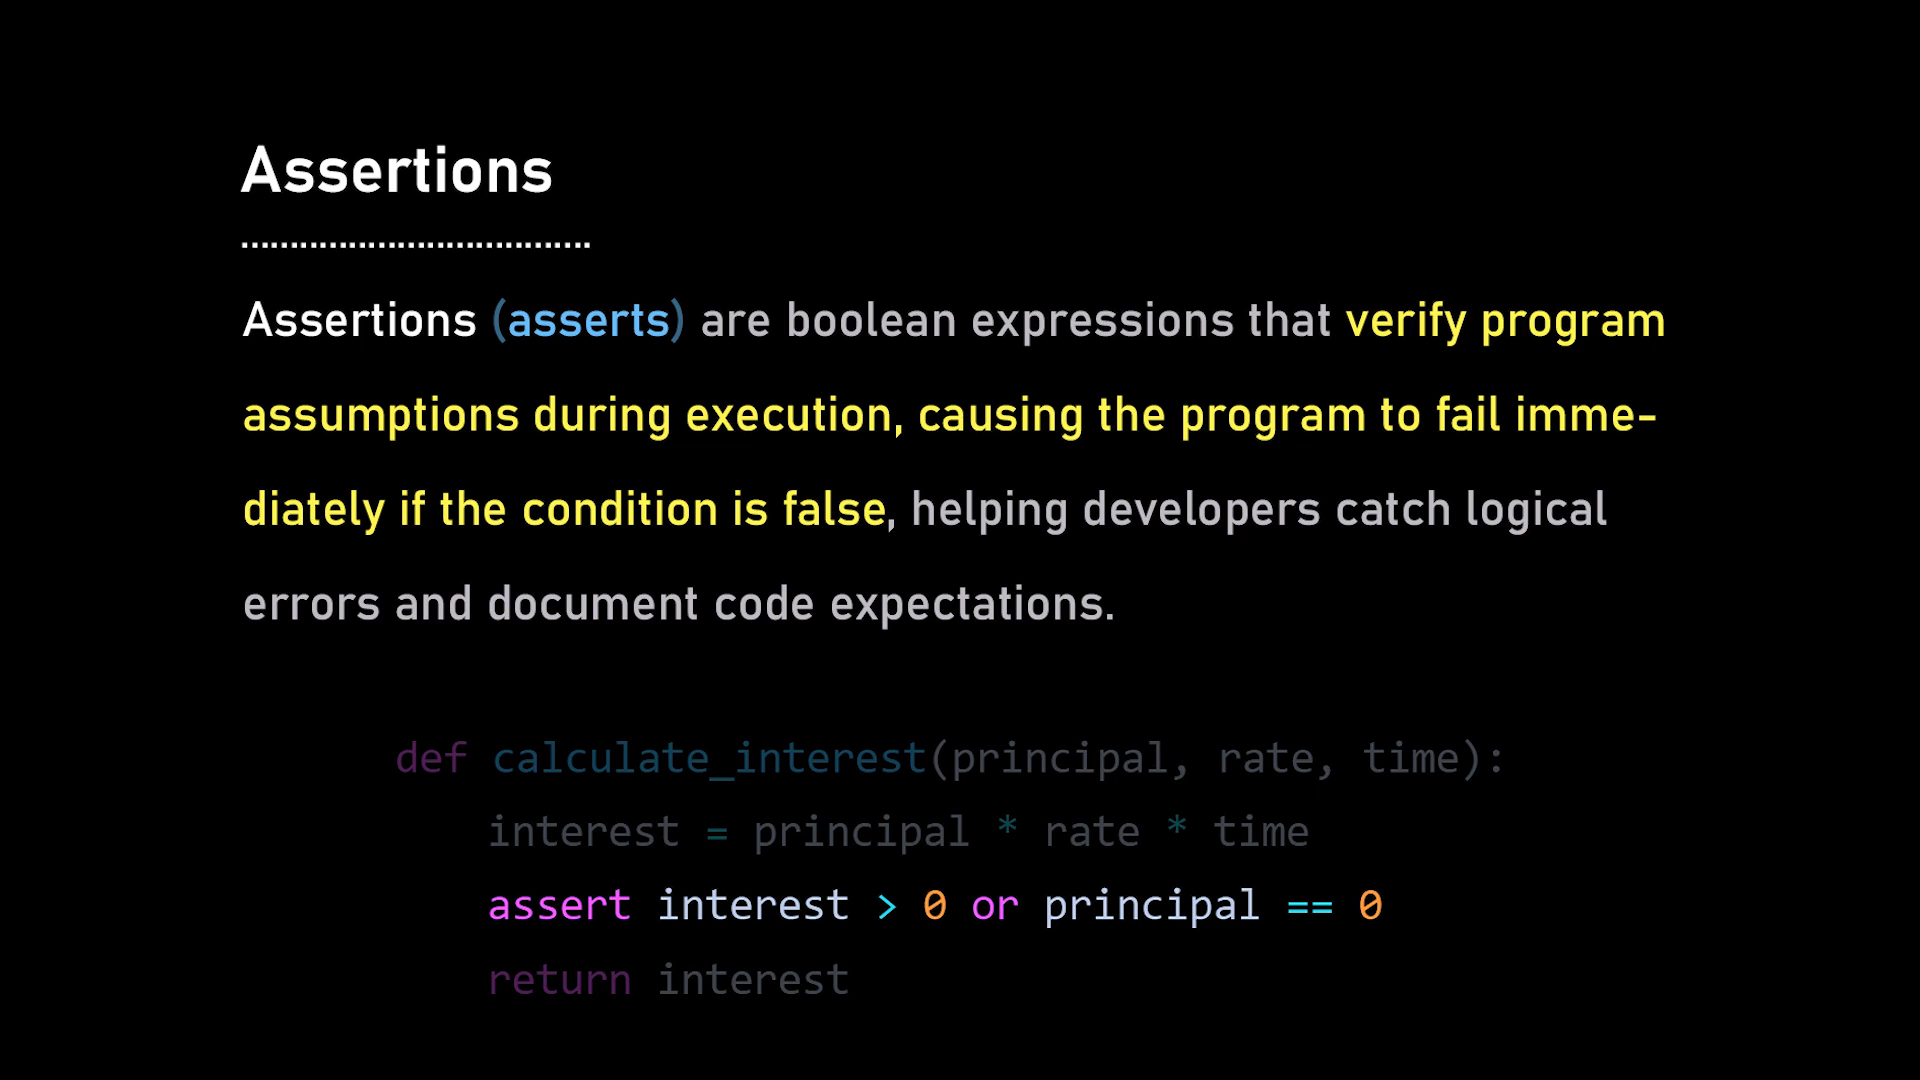 Assertions
Assertions (asserts) are boolean expressions that verify program
assumptions during execution, causing the program to fail imme-
diately if the condition is false, helping developers catch logical
errors and document code expectations.
def calculate_interest(principal, rate, time):
    interest = principal * rate * time
    assert interest > 0 or principal == 0
    return interest